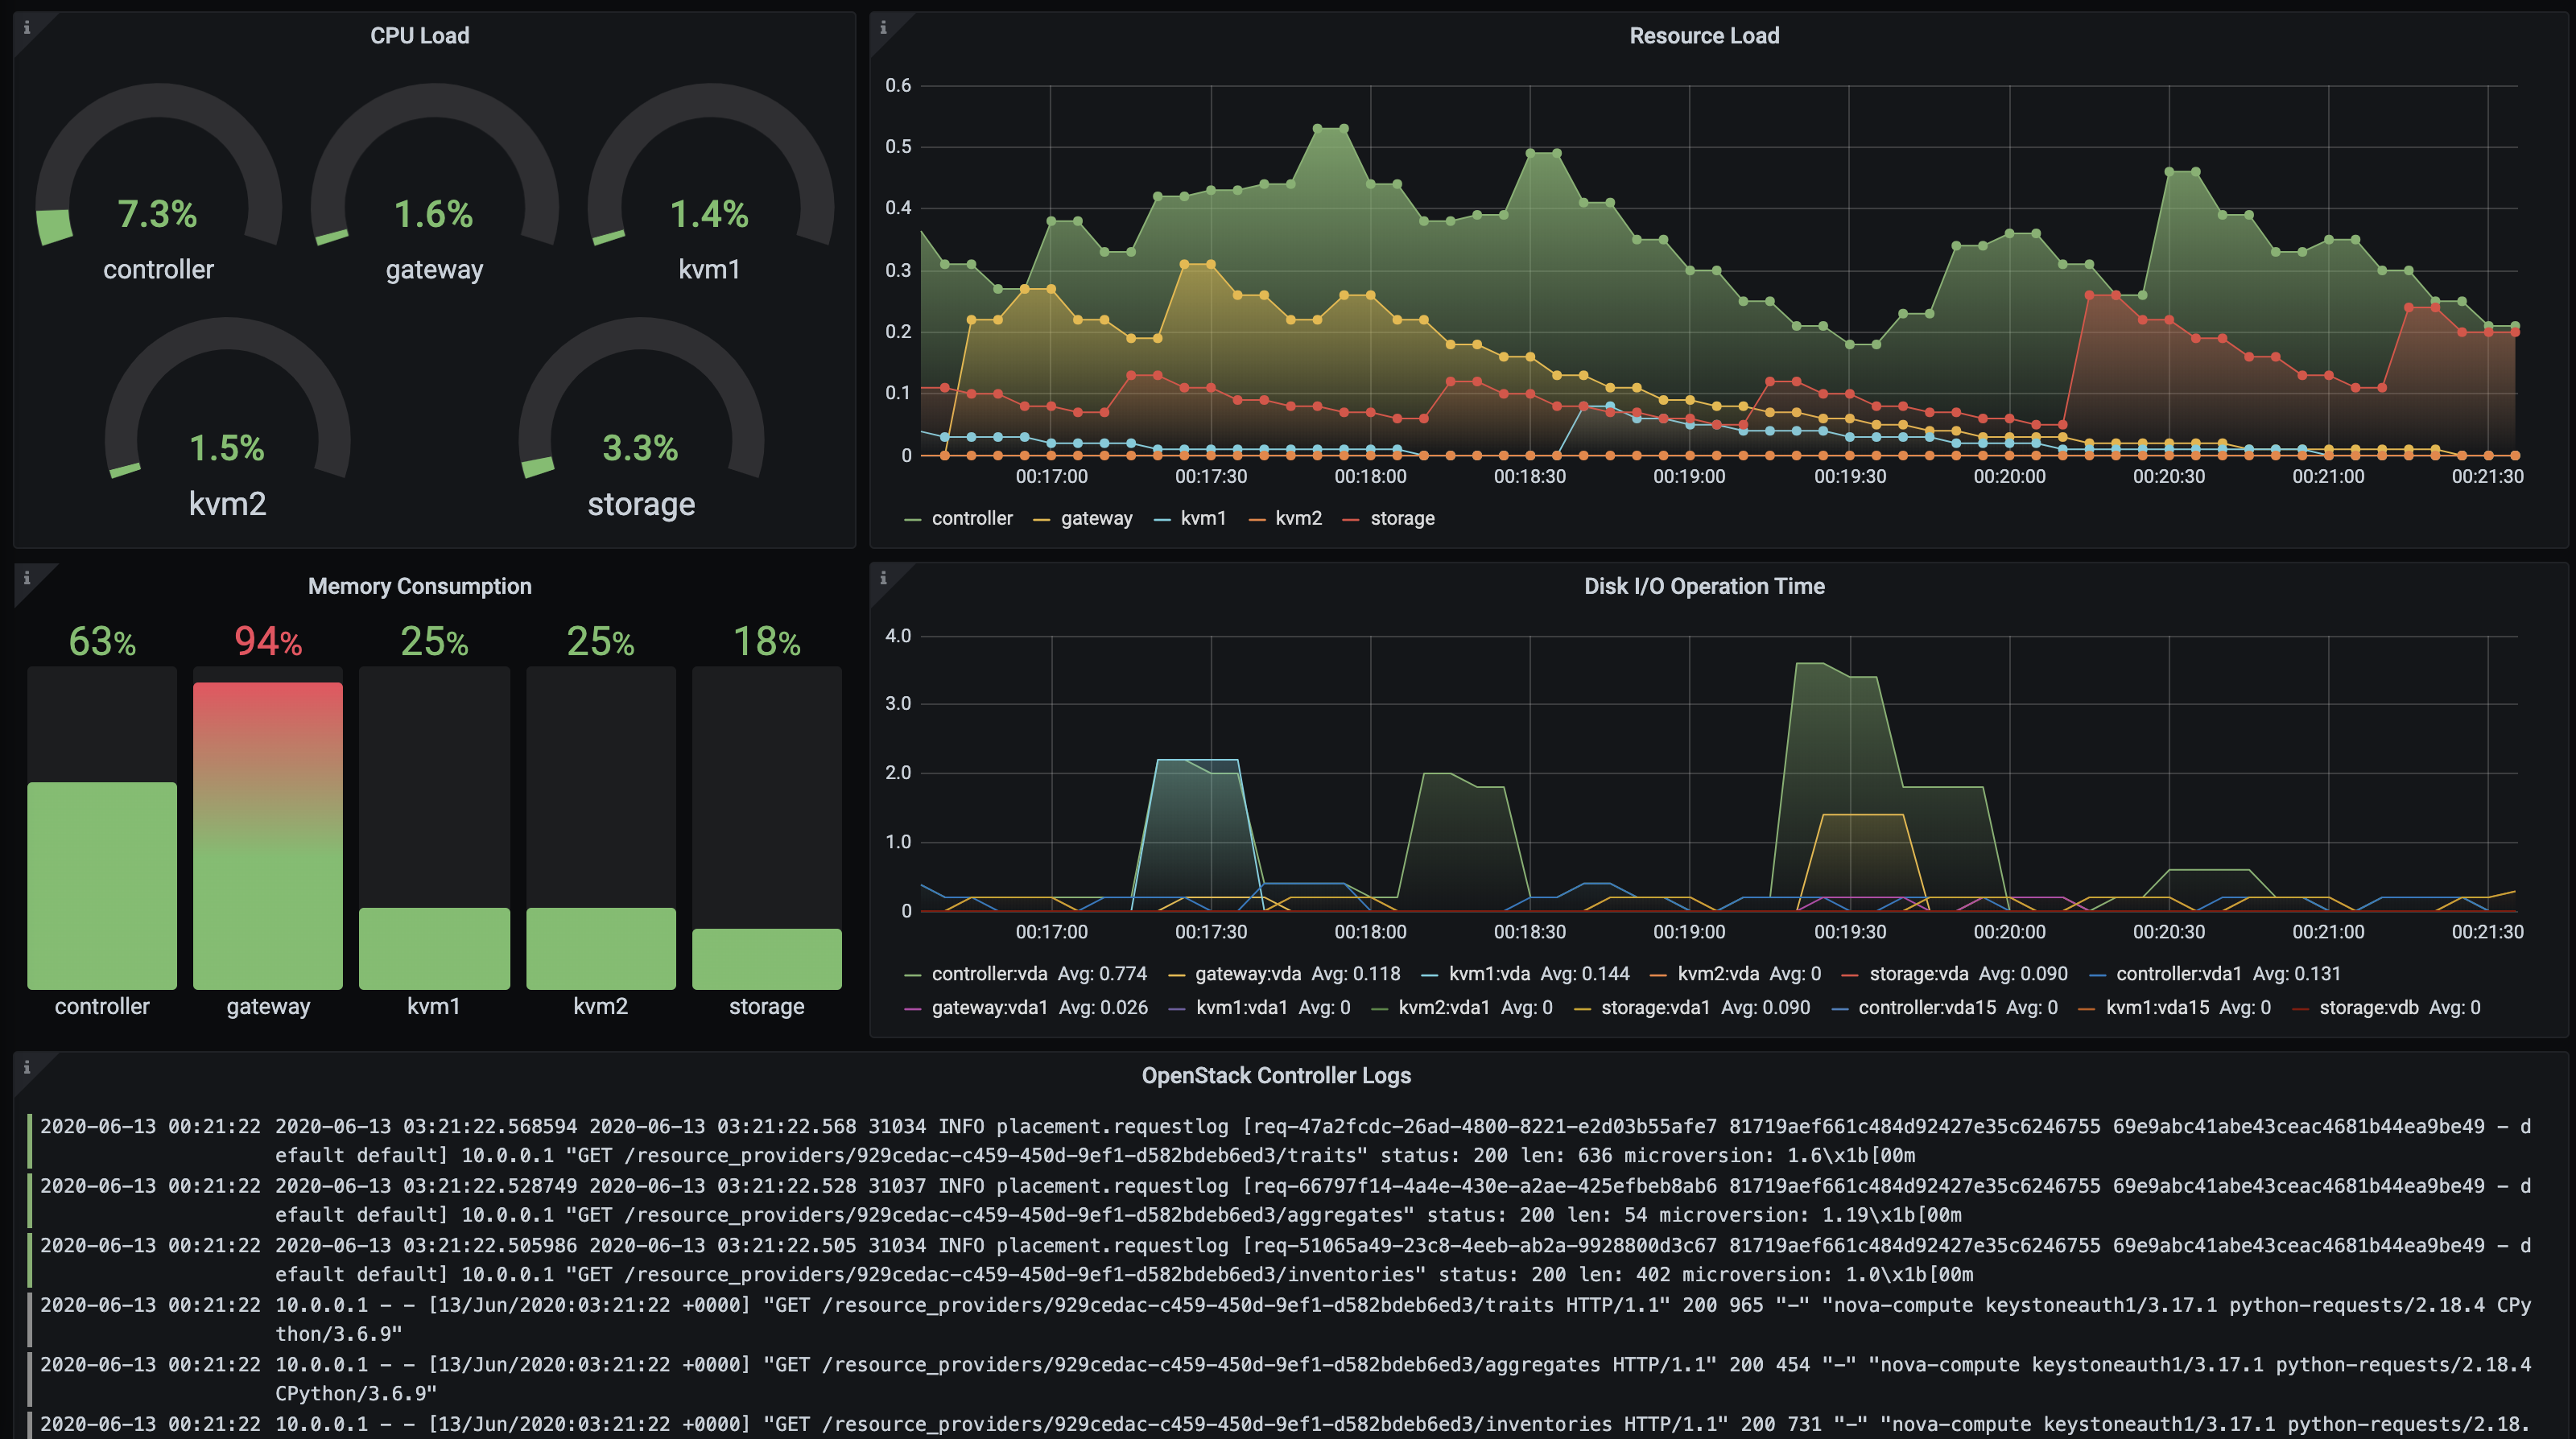 CPU Load
7.3%
1.6%
1.4%
controller
gateway
kvm1
1.5%
3.3%
kvm2
storage
Resource Load
0.6
0.5
0.4
0.3
0.2
0.1
0
00:17:00 00:17:30 00:18:00 00:18:30 00:19:00 00:19:30 00:20:00 00:20:30 00:21:00 00:21:30
controller gateway kvm1 kvm2 storage
Memory Consumption
63% 94% 25% 25% 18%
controller gateway kvm1 kvm2 storage
Disk I/O Operation Time
4.0
3.0
2.0
1.0
0
00:17:00 00:17:30 00:18:00 00:18:30 00:19:00 00:19:30 00:20:00 00:20:30 00:21:00 00:21:30
controller:vda Avg: 0.774 gateway:vda Avg: 0.118 kvm1:vda Avg: 0.144 kvm2:vda Avg: 0 storage:vda Avg: 0.090 controller:vda1 Avg: 0.131
gateway:vda1 Avg: 0.026 kvm1:vda1 Avg: 0 kvm2:vda1 Avg: 0 storage:vda1 Avg: 0.090 controller:vda15 Avg: 0 kvm1:vda15 Avg: 0 storage:vdb Avg: 0
OpenStack Controller Logs
2020-06-13 00:21:22 2020-06-13 03:21:22.568594 2020-06-13 03:21:22.568 31034 INFO placement.requestlog [req-47a2fcdc-26ad-4800-8221-e2d03b55afe7 81719aef661c484d92427e35c6246755 69e9abc41abe43ceac4681b44ea9be49 - d
efault default] 10.0.0.1 "GET /resource_providers/929cedac-c459-450d-9ef1-d582bdeb6ed3/traits" status: 200 len: 636 microversion: 1.6\x1b[00m
2020-06-13 00:21:22 2020-06-13 03:21:22.528749 2020-06-13 03:21:22.528 31037 INFO placement.requestlog [req-66797f14-4a4e-430e-a2ae-425efbeb8ab6 81719aef661c484d92427e35c6246755 69e9abc41abe43ceac4681b44ea9be49 - d
efault default] 10.0.0.1 "GET /resource_providers/929cedac-c459-450d-9ef1-d582bdeb6ed3/aggregates" status: 200 len: 54 microversion: 1.19\x1b[00m
2020-06-13 00:21:22 2020-06-13 03:21:22.505986 2020-06-13 03:21:22.505 31034 INFO placement.requestlog [req-51065a49-23c8-4eeb-ab2a-9928800d3c67 81719aef661c484d92427e35c6246755 69e9abc41abe43ceac4681b44ea9be49 - d
efault default] 10.0.0.1 "GET /resource_providers/929cedac-c459-450d-9ef1-d582bdeb6ed3/inventories" status: 200 len: 402 microversion: 1.0\x1b[00m
2020-06-13 00:21:22 10.0.0.1 - - [13/Jun/2020:03:21:22 +0000] "GET /resource_providers/929cedac-c459-450d-9ef1-d582bdeb6ed3/traits HTTP/1.1" 200 965 "-" "nova-compute keystoneauth1/3.17.1 python-requests/2.18.4 CPy
thon/3.6.9"
2020-06-13 00:21:22 10.0.0.1 - - [13/Jun/2020:03:21:22 +0000] "GET /resource_providers/929cedac-c459-450d-9ef1-d582bdeb6ed3/aggregates HTTP/1.1" 200 454 "-" "nova-compute keystoneauth1/3.17.1 python-requests/2.18.4
CPython/3.6.9"
2020-06-13 00:21:22 10.0.0.1 - - [13/Jun/2020:03:21:22 +0000] "GET /resource_providers/929cedac-c459-450d-9ef1-d582bdeb6ed3/inventories HTTP/1.1" 200 731 "-" "nova-compute keystoneauth1/3.17.1 python-requests/2.18.